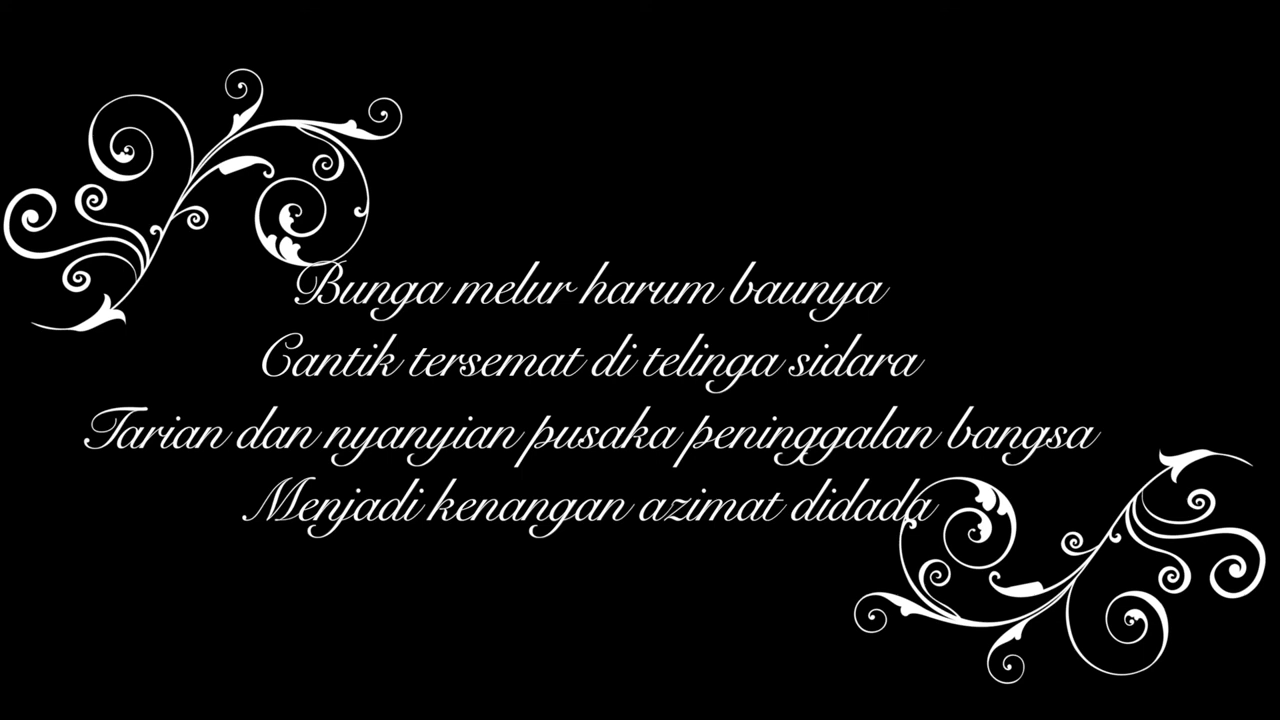 Bunga melur harum baunya
Cantik tersemat di telinga sidara
Tarian dan nyanyian pusaka peninggalan bangsa
Menjadi kenangan azimat didada